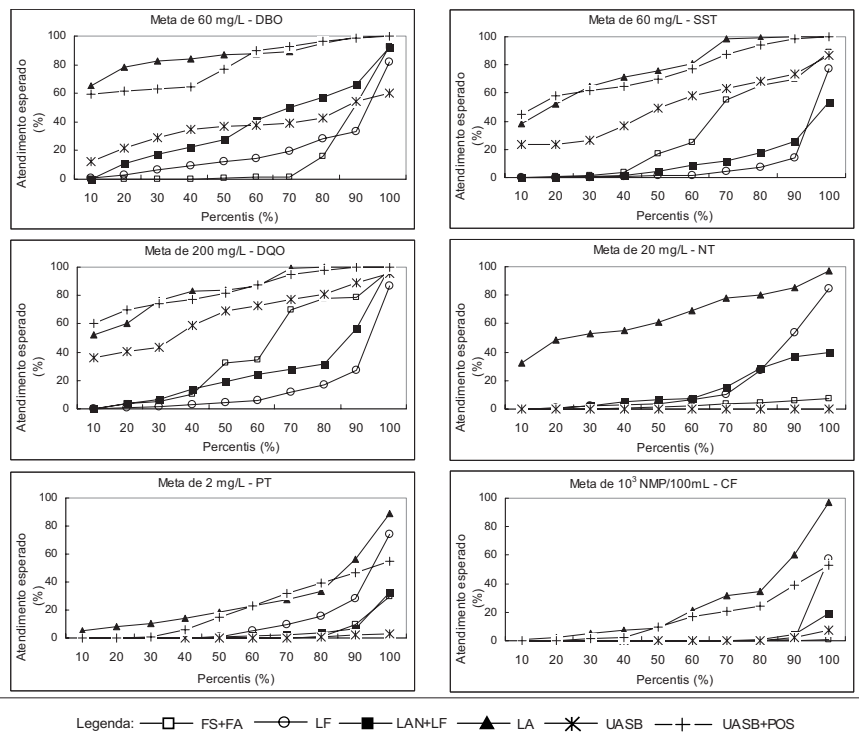 Meta de 60 mg/L - DBO
Atendimento esperado (%)
100
80
60
40
20
0
10 20 30 40 50 60 70 80 90 100
Percentis (%)
Meta de 60 mg/L - SST
Atendimento esperado (%)
100
80
60
40
20
0
10 20 30 40 50 60 70 80 90 100
Percentis (%)
Meta de 200 mg/L - DQO
Atendimento esperado (%)
100
80
60
40
20
0
10 20 30 40 50 60 70 80 90 100
Percentis (%)
Meta de 20 mg/L - NT
Atendimento esperado (%)
100
80
60
40
20
0
10 20 30 40 50 60 70 80 90 100
Percentis (%)
Meta de 2 mg/L - PT
Atendimento esperado (%)
100
80
60
40
20
0
10 20 30 40 50 60 70 80 90 100
Percentis (%)
Meta de 10³ NMP/100mL - CF
Atendimento esperado (%)
100
80
60
40
20
0
10 20 30 40 50 60 70 80 90 100
Percentis (%)
Legenda: FS+FA LF LAN+LF LA UASB UASB+POS